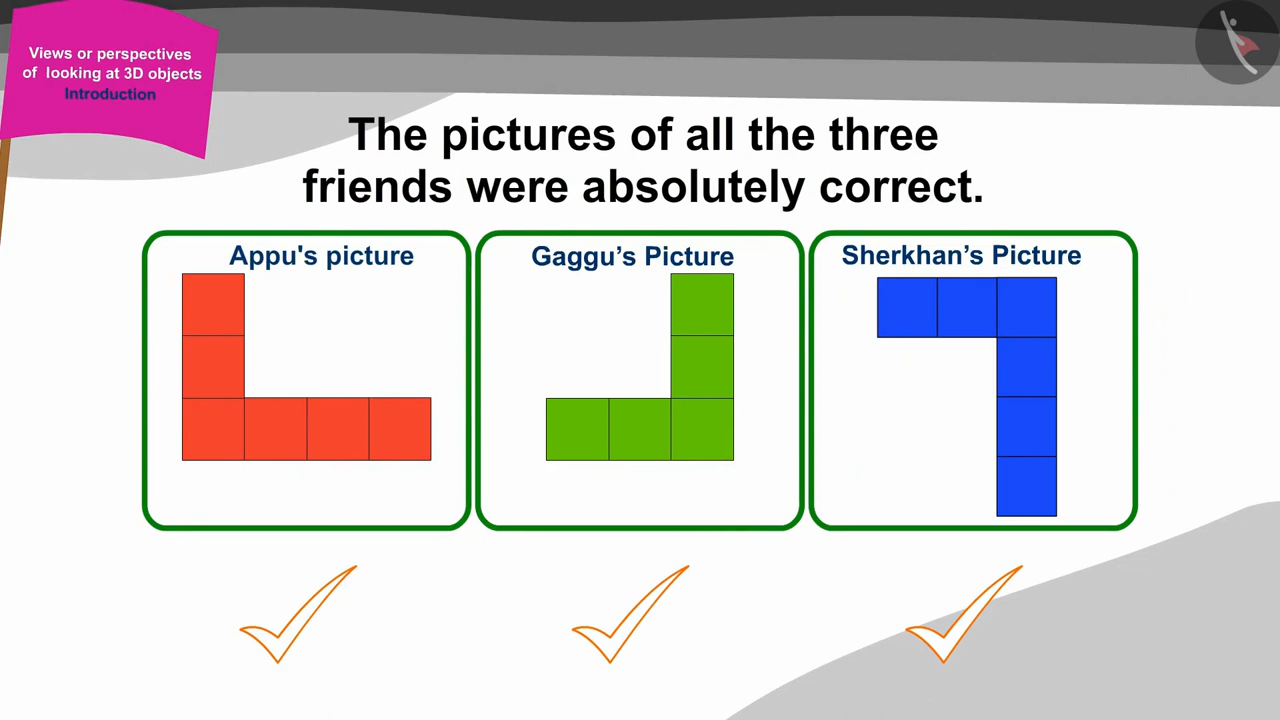 Views or perspectives
of looking at 3D objects
Introduction
The pictures of all the three
friends were absolutely correct.
Appu's picture
Gaggu’s Picture
Sherkhan’s Picture